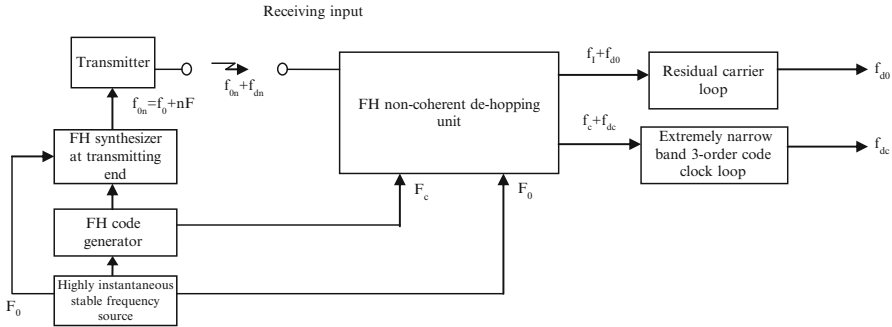 Receiving input
Transmitter
f0n+fdn
f0n=f0+nF
FH synthesizer
at transmitting
end
FH code
generator
Highly instantaneous
stable frequency
source
F0
FH non-coherent de-hopping
unit
Fc
F0
fI+fd0
Residual carrier
loop
fd0
fc+fdc
Extremely narrow
band 3-order code
clock loop
fdc